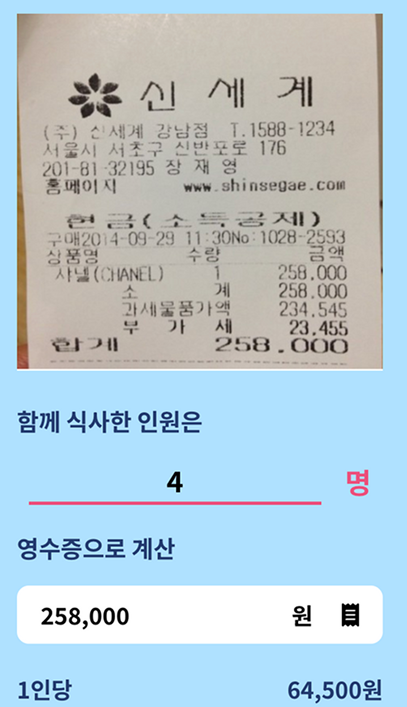 신세계
(주) 신세계 강남점 T.1588-1234
서울시 서초구 신반포로 176
201-81-32195 장 재 영
홈페이지 www.shinsegae.com
현금(소득공제)
구매2014-09-29 11:30No:1028-2593
상품명 수량 금액
샤넬(CHANEL) 1 258.000
소 계 258.000
과세물품가액 234.545
부 가 세 23,455
합계 258.000
함께 식사한 인원은
4 명
영수증으로 계산
258,000 원
1인당 64,500원